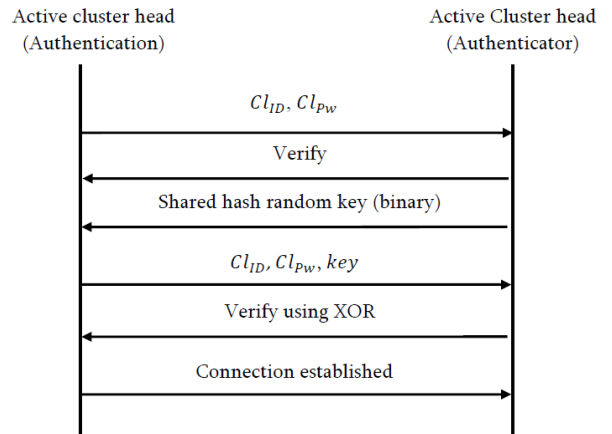 Active cluster head
(Authentication)
Active Cluster head
(Authenticator)
Cl_ID, Cl_Pw
Verify
Shared hash random key (binary)
Cl_ID, Cl_Pw, key
Verify using XOR
Connection established